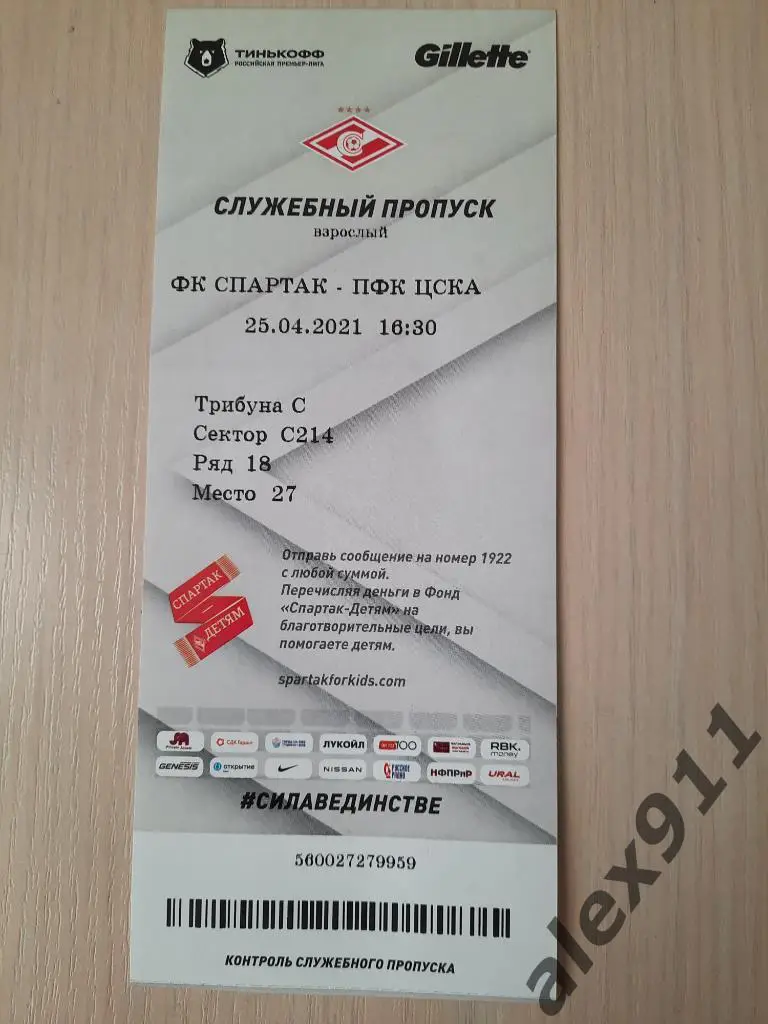 ТИНЬКОФФ
РОССИЙСКАЯ ПРЕМЬЕР-ЛИГА
Gillette
СЛУЖЕБНЫЙ ПРОПУСК
взрослый
ФК СПАРТАК - ПФК ЦСКА
25.04.2021 16:30
Трибуна C
Сектор C214
Ряд 18
Место 27
СПАРТАК
ДЕТЯМ
Отправь сообщение на номер 1922
с любой суммой.
Перечисляя деньги в Фонд
«Спартак-Детям» на
благотворительные цели, вы
помогаете детям.
spartakforkids.com
ЛУКОЙЛ
100
RBK.
money
GENESIS
ОТКРЫТИЕ
NISSAN
РУССКОЕ
РАДИО
НФПРиР
URAL
#СИЛАВЕДИНСТВЕ
560027279959
КОНТРОЛЬ СЛУЖЕБНОГО ПРОПУСКА
alex911